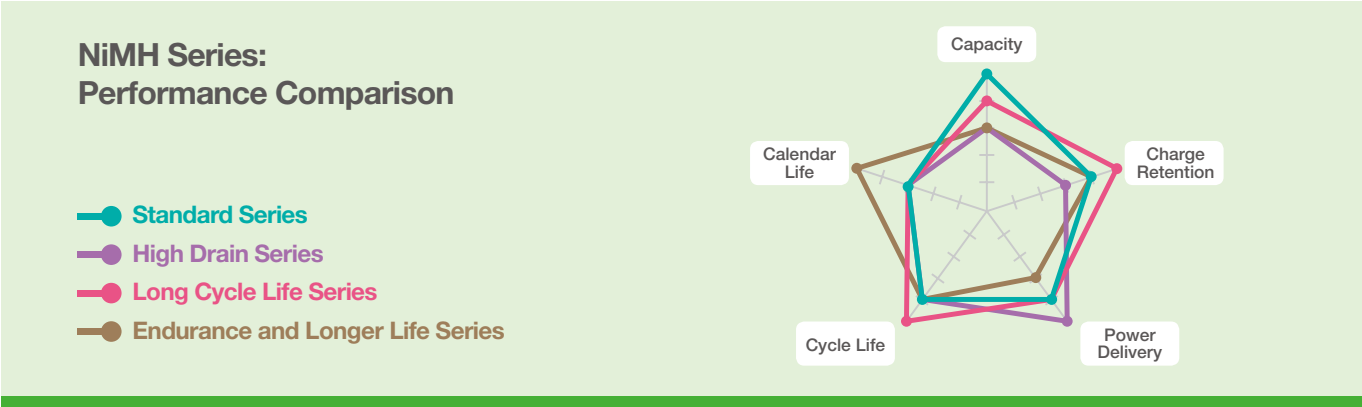 NiMH Series:
Performance Comparison
Standard Series
High Drain Series
Long Cycle Life Series
Endurance and Longer Life Series
Capacity
Calendar
Life
Charge
Retention
Cycle Life
Power
Delivery